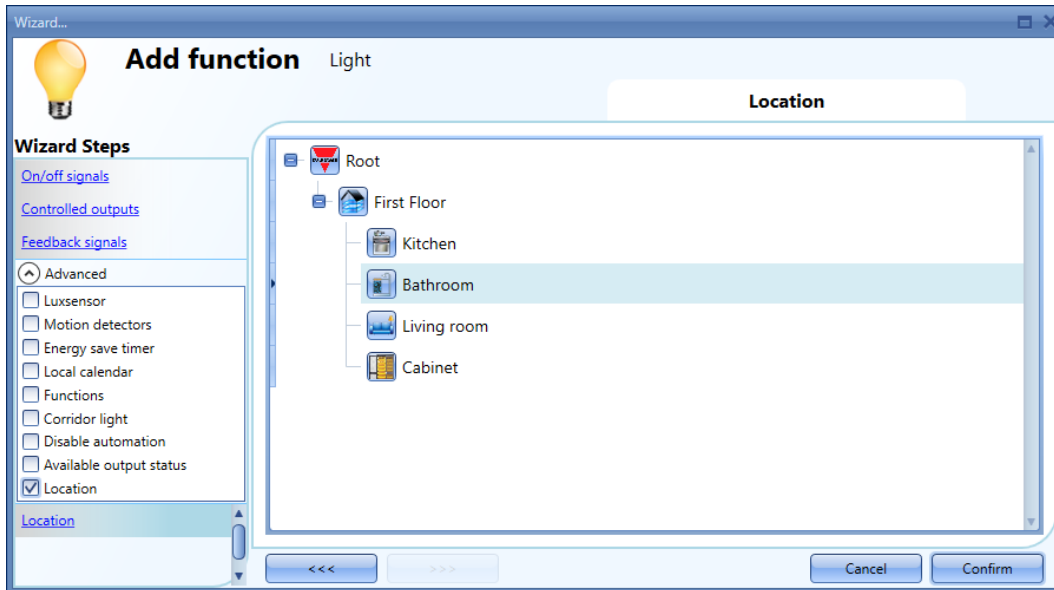 Wizard...
Add function Light
Location
Wizard Steps
On/off signals
Controlled outputs
Feedback signals
Advanced
Luxsensor
Motion detectors
Energy save timer
Local calendar
Functions
Corridor light
Disable automation
Available output status
Location
Location
Root
First Floor
Kitchen
Bathroom
Living room
Cabinet
<<<
>>>
Cancel
Confirm